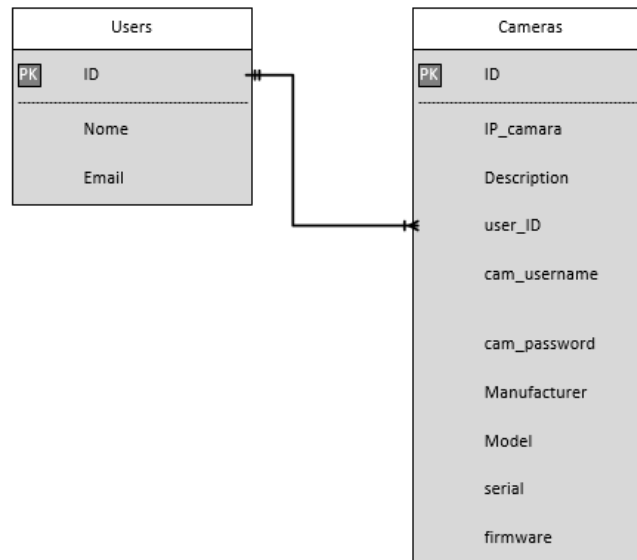 Users
PK ID
Nome
Email
Cameras
PK ID
IP_camara
Description
user_ID
cam_username
cam_password
Manufacturer
Model
serial
firmware